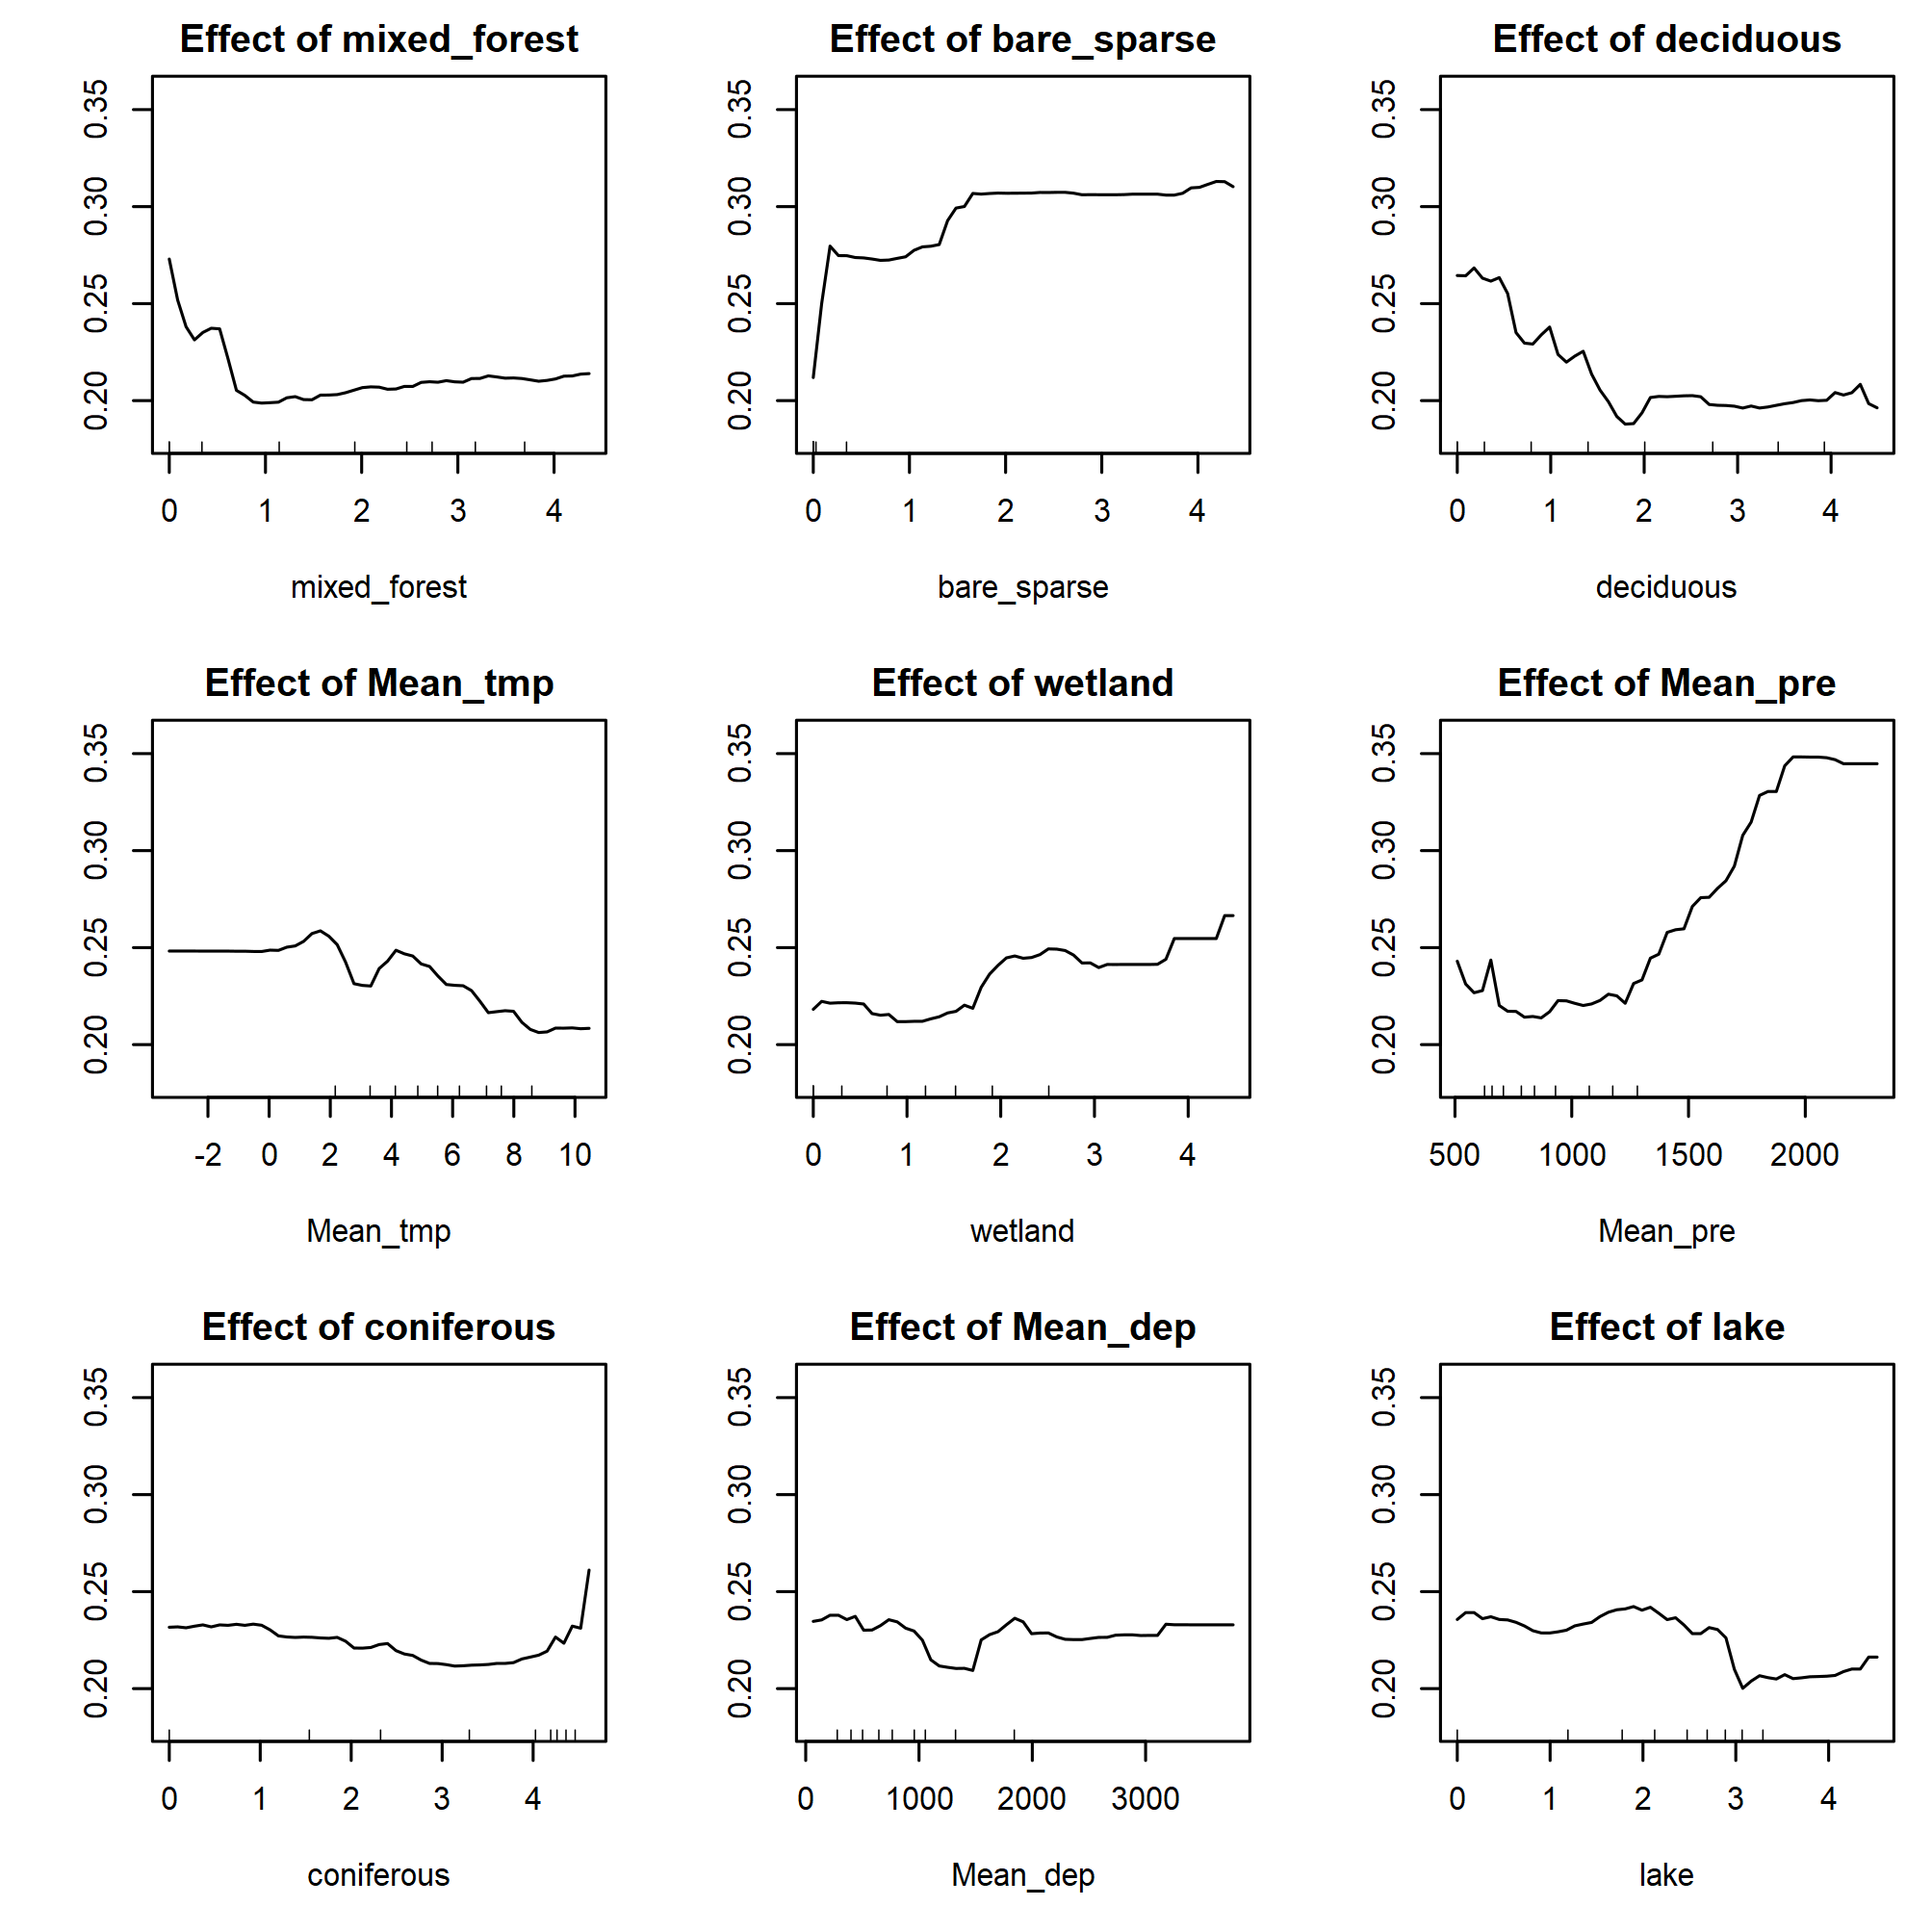 Effect of mixed_forest
0.20 0.25 0.30 0.35
0 1 2 3 4
mixed_forest
Effect of bare_sparse
0.20 0.25 0.30 0.35
0 1 2 3 4
bare_sparse
Effect of deciduous
0.20 0.25 0.30 0.35
0 1 2 3 4
deciduous
Effect of Mean_tmp
0.20 0.25 0.30 0.35
-2 0 2 4 6 8 10
Mean_tmp
Effect of wetland
0.20 0.25 0.30 0.35
0 1 2 3 4
wetland
Effect of Mean_pre
0.20 0.25 0.30 0.35
500 1000 1500 2000
Mean_pre
Effect of coniferous
0.20 0.25 0.30 0.35
0 1 2 3 4
coniferous
Effect of Mean_dep
0.20 0.25 0.30 0.35
0 1000 2000 3000
Mean_dep
Effect of lake
0.20 0.25 0.30 0.35
0 1 2 3 4
lake